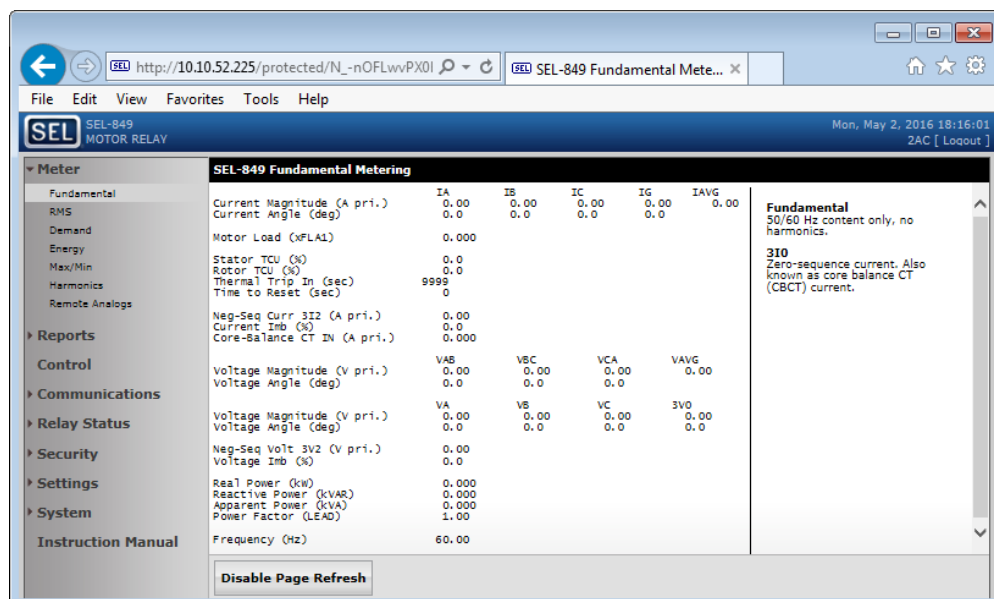 http://10.10.52.225/protected/N_-nOFLwvPX0l
SEL SEL-849 Fundamental Mete...
File Edit View Favorites Tools Help
SEL SEL-849
MOTOR RELAY
Mon, May 2, 2016 18:16:01
2AC [ Logout ]
Meter
Fundamental
RMS
Demand
Energy
Max/Min
Harmonics
Remote Analogs
Reports
Control
Communications
Relay Status
Security
Settings
System
Instruction Manual
SEL-849 Fundamental Metering
IA IB IC IG IAVG
Current Magnitude (A pri.) 0.00 0.00 0.00 0.00 0.00
Current Angle (deg) 0.0 0.0 0.0 0.0
Motor Load (xFLA1) 0.000
Stator TCU (%) 0.0
Rotor TCU (%) 0.0
Thermal Trip In (sec) 9999
Time to Reset (sec) 0
Neg-Seq Curr 3I2 (A pri.) 0.00
Current Imb (%) 0.0
Core-Balance CT IN (A pri.) 0.000
VAB VBC VCA VAVG
Voltage Magnitude (V pri.) 0.00 0.00 0.00 0.00
Voltage Angle (deg) 0.0 0.0 0.0
VA VB VC 3V0
Voltage Magnitude (V pri.) 0.00 0.00 0.00 0.00
Voltage Angle (deg) 0.0 0.0 0.0 0.0
Neg-Seq Volt 3V2 (V pri.) 0.00
Voltage Imb (%) 0.0
Real Power (kW) 0.000
Reactive Power (kVAR) 0.000
Apparent Power (kVA) 0.000
Power Factor (LEAD) 1.00
Frequency (Hz) 60.00
Fundamental
50/60 Hz content only, no
harmonics.
3I0
Zero-sequence current. Also
known as core balance CT
(CBCT) current.
Disable Page Refresh